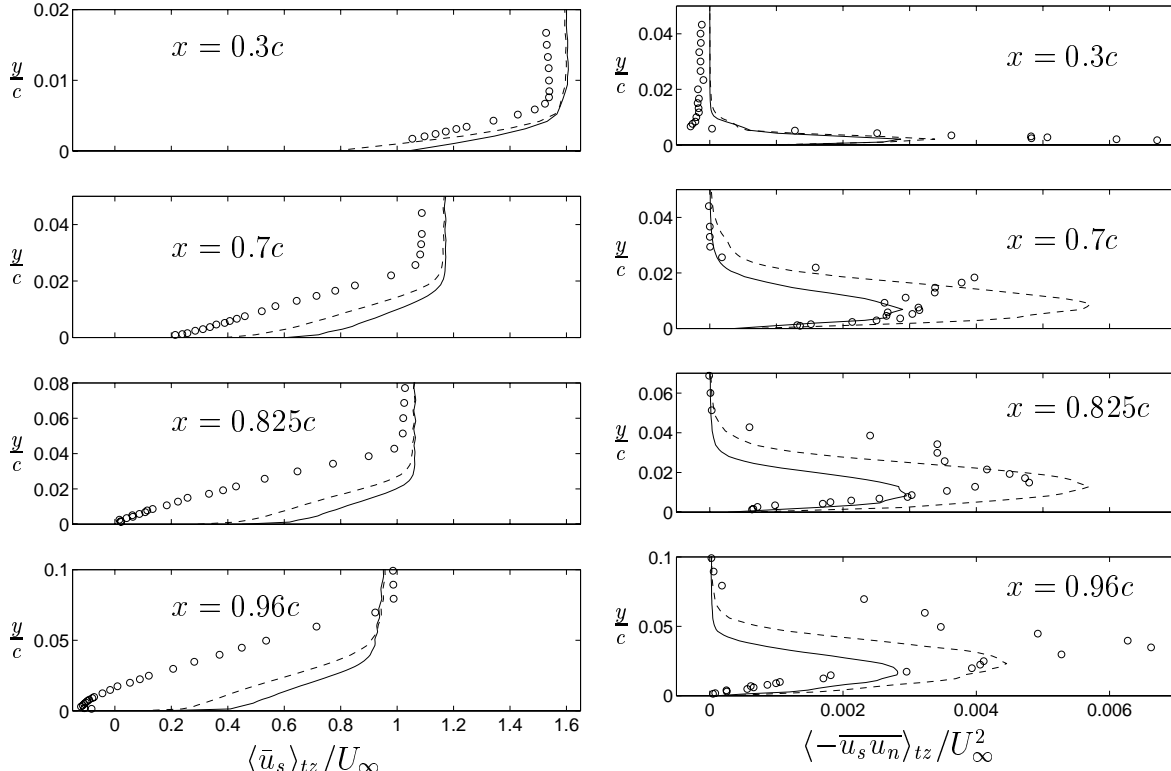 0.02
0.01
0
y/c
x = 0.3c
0.04
0.02
0
y/c
x = 0.7c
0.08
0.06
0.04
0.02
0
y/c
x = 0.825c
0.1
0.05
0
y/c
x = 0.96c
0 0.2 0.4 0.6 0.8 1 1.2 1.4 1.6
⟨ū_s⟩_{tz}/U_∞
0.04
0.02
0
y/c
x = 0.3c
0.04
0.02
0
y/c
x = 0.7c
0.06
0.04
0.02
0
y/c
x = 0.825c
0.1
0.05
0
y/c
x = 0.96c
0 0.002 0.004 0.006
⟨−\overline{u_s u_n}⟩_{tz}/U_∞^2